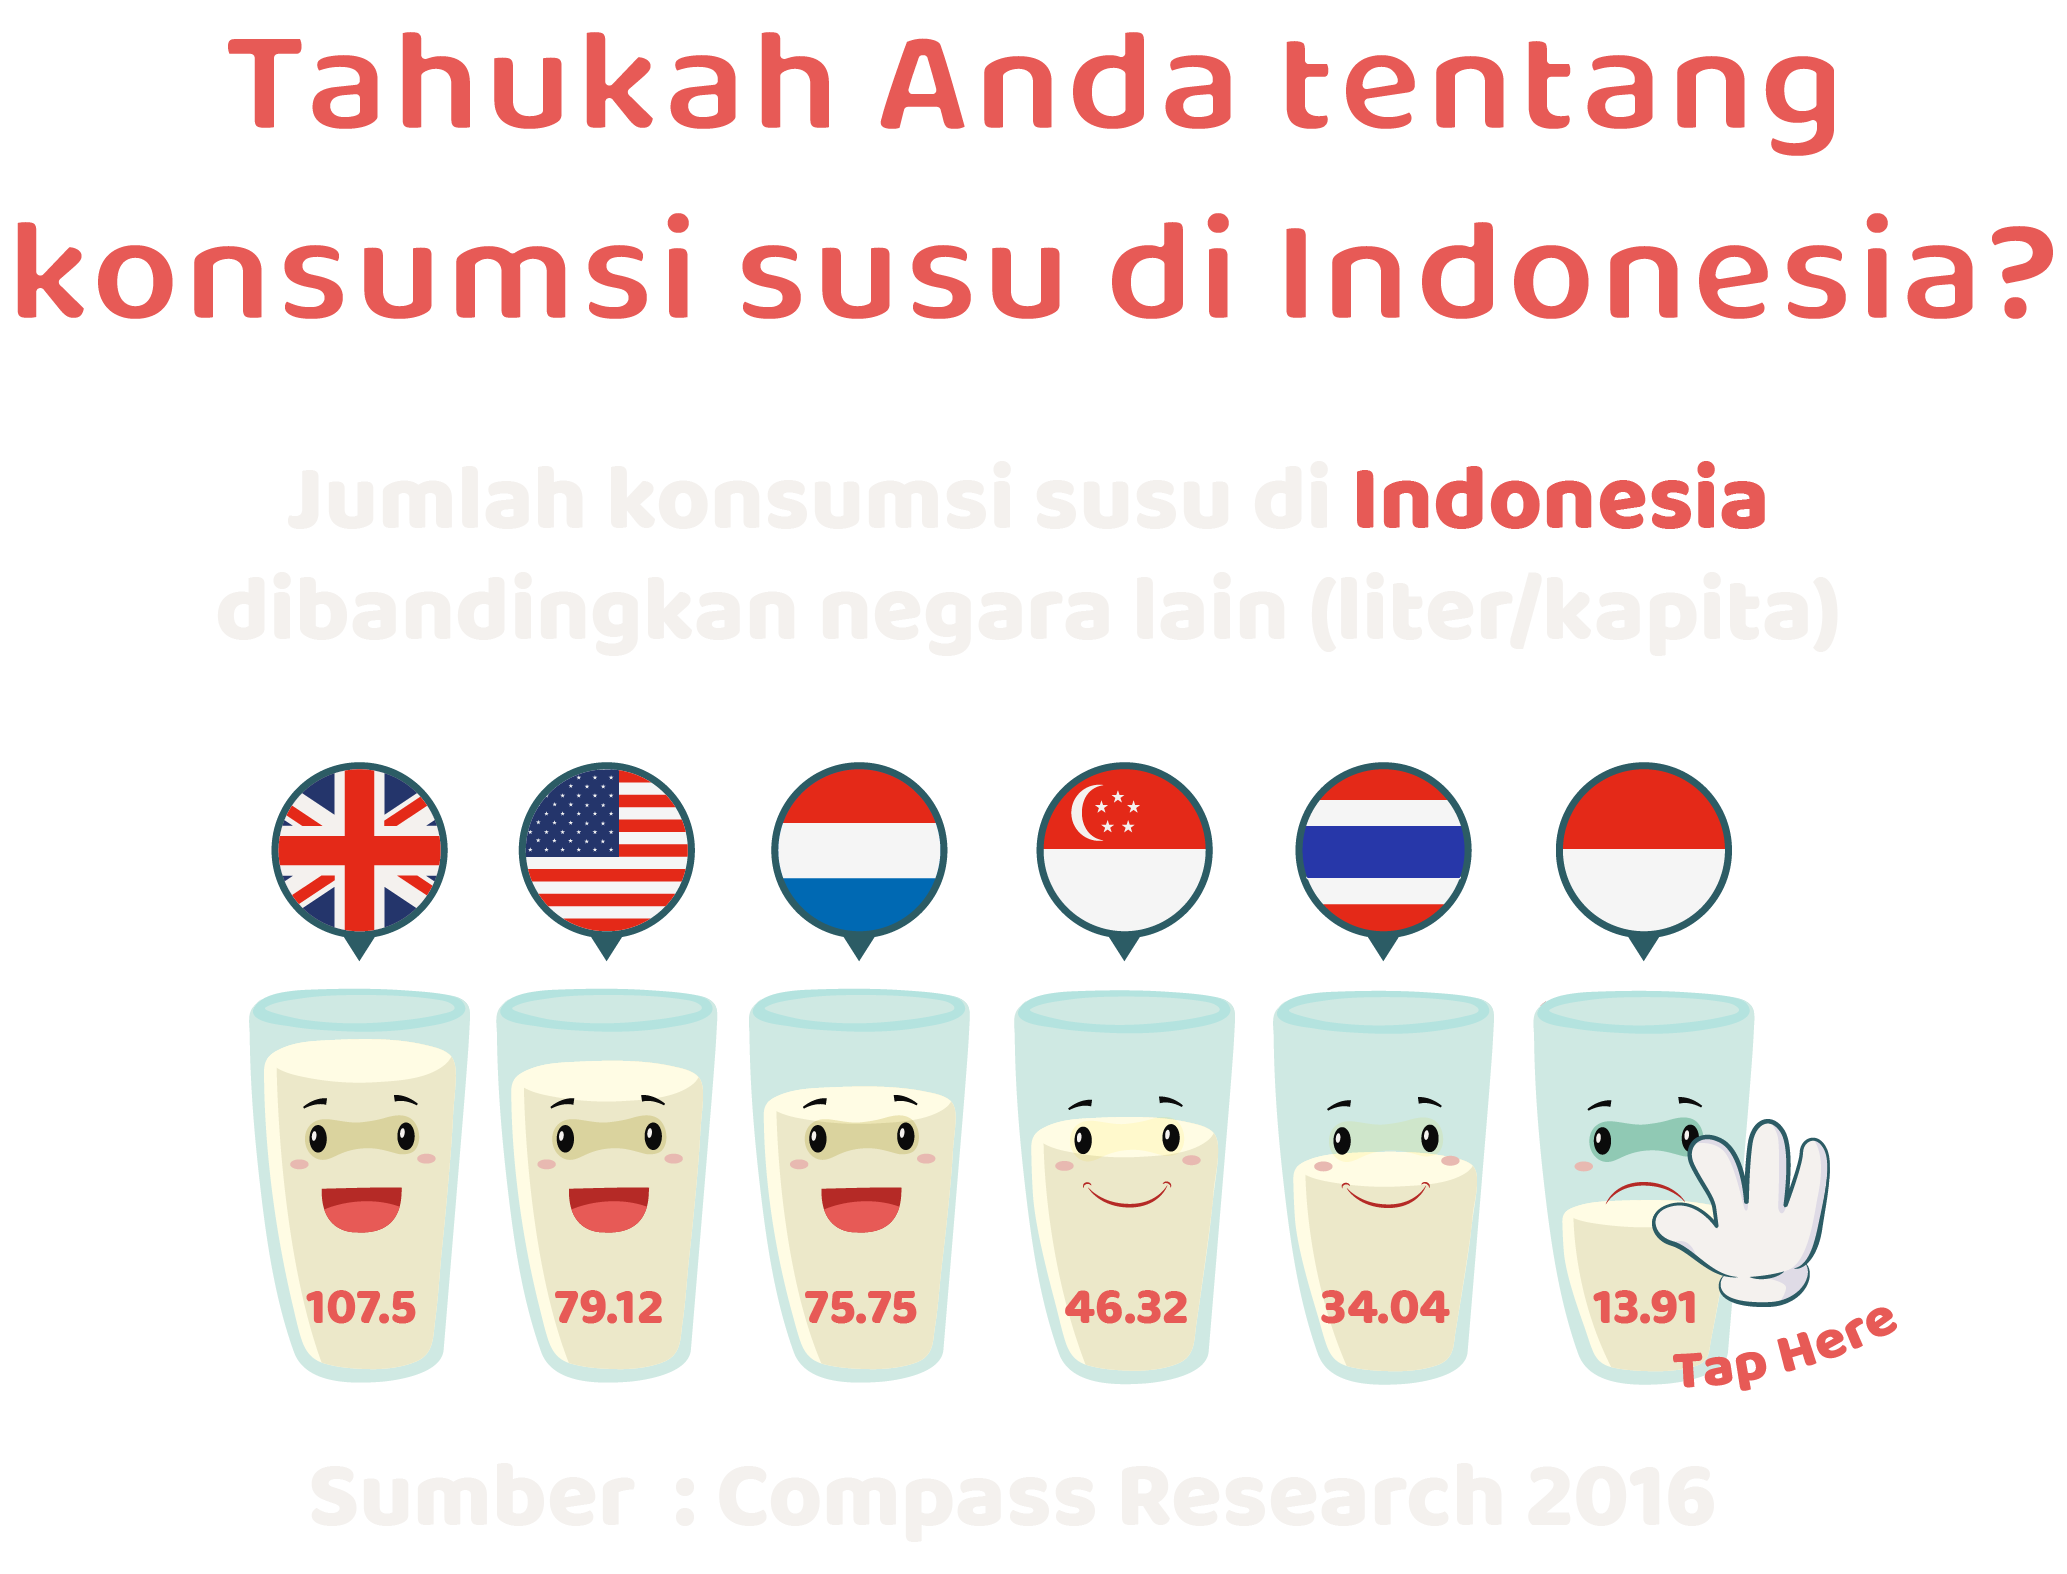 Tahukah Anda tentang
konsumsi susu di Indonesia?
Jumlah konsumsi susu di Indonesia
dibandingkan negara lain (liter/kapita)
107.5 79.12 75.75 46.32 34.04 13.91
Tap Here
Sumber : Compass Research 2016